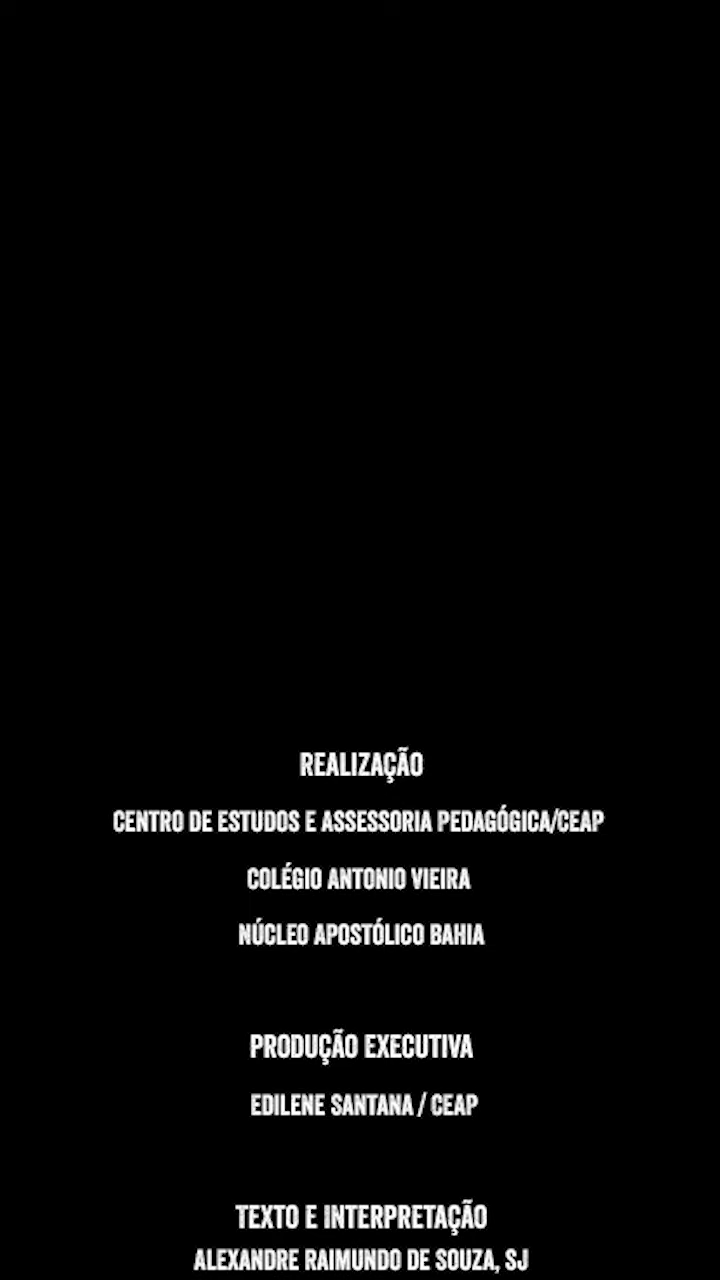 REALIZAÇÃO
CENTRO DE ESTUDOS E ASSESSORIA PEDAGÓGICA/CEAP
COLÉGIO ANTONIO VIEIRA
NÚCLEO APOSTÓLICO BAHIA
PRODUÇÃO EXECUTIVA
EDILENE SANTANA / CEAP
TEXTO E INTERPRETAÇÃO
ALEXANDRE RAIMUNDO DE SOUZA, SJ